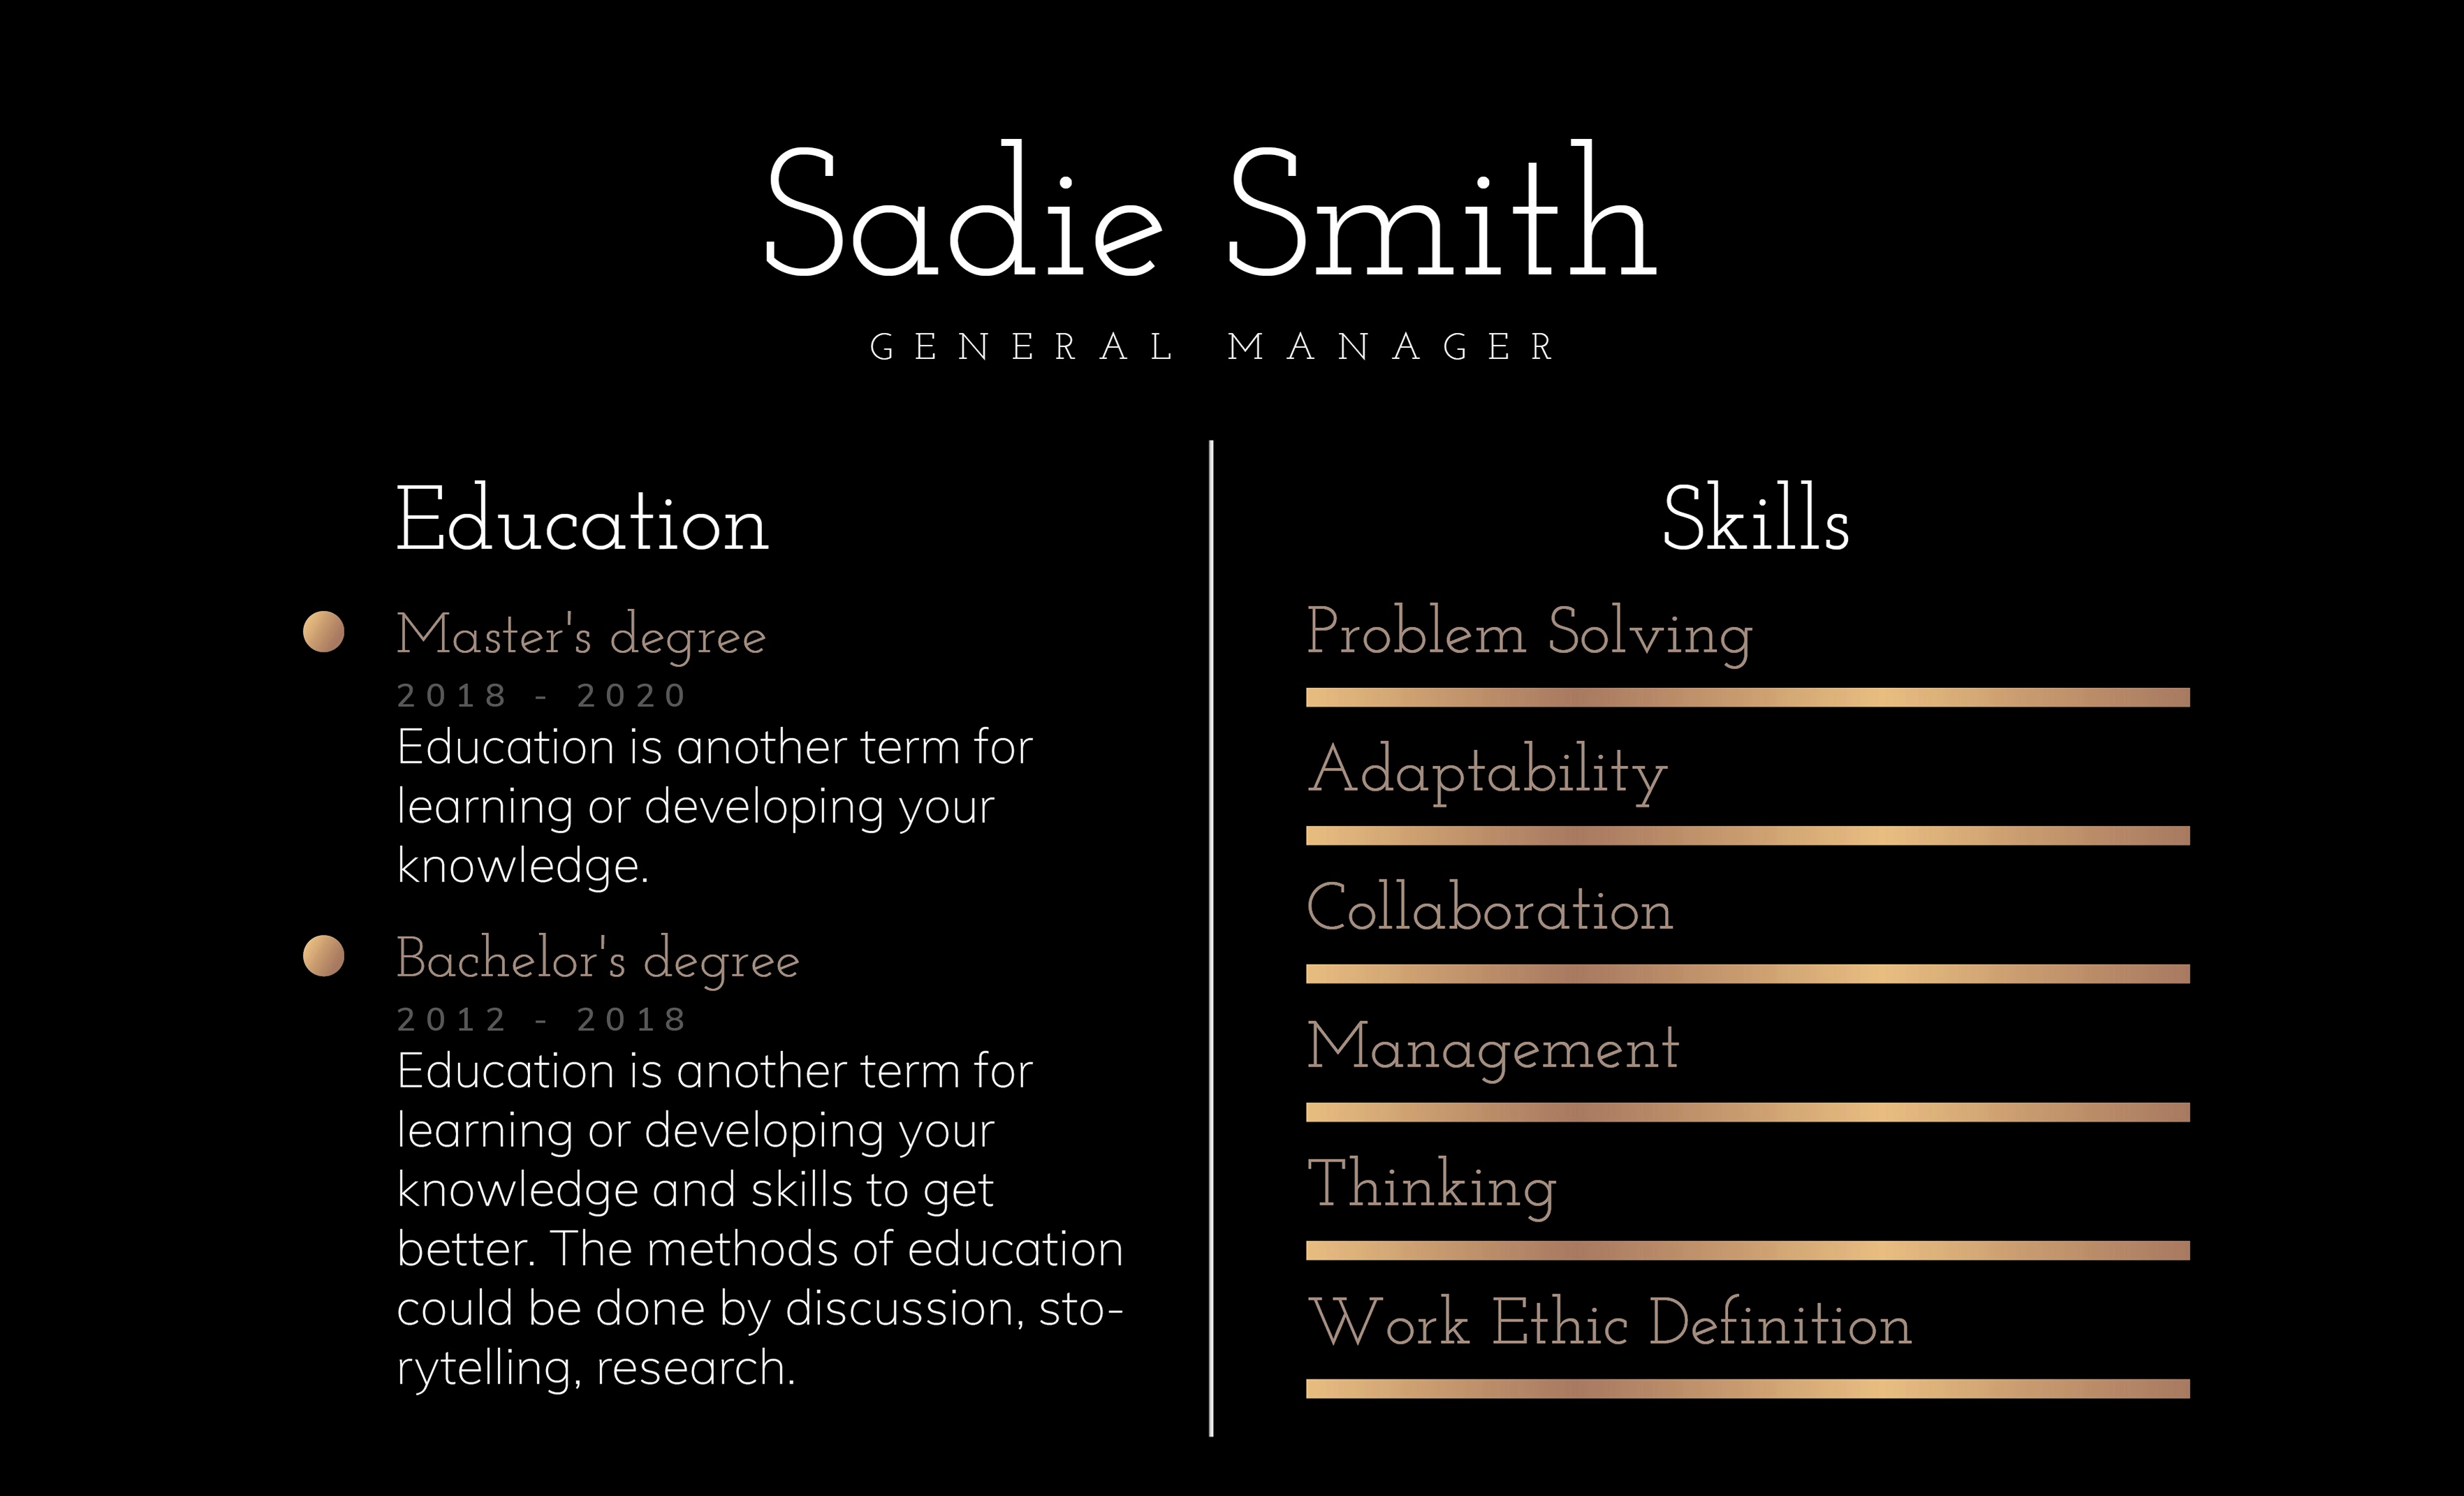 Sadie Smith
GENERAL MANAGER
Education
Master's degree
2018 - 2020
Education is another term for
learning or developing your
knowledge.
Bachelor's degree
2012 - 2018
Education is another term for
learning or developing your
knowledge and skills to get
better. The methods of education
could be done by discussion, sto-
rytelling, research.
Skills
Problem Solving
Adaptability
Collaboration
Management
Thinking
Work Ethic Definition